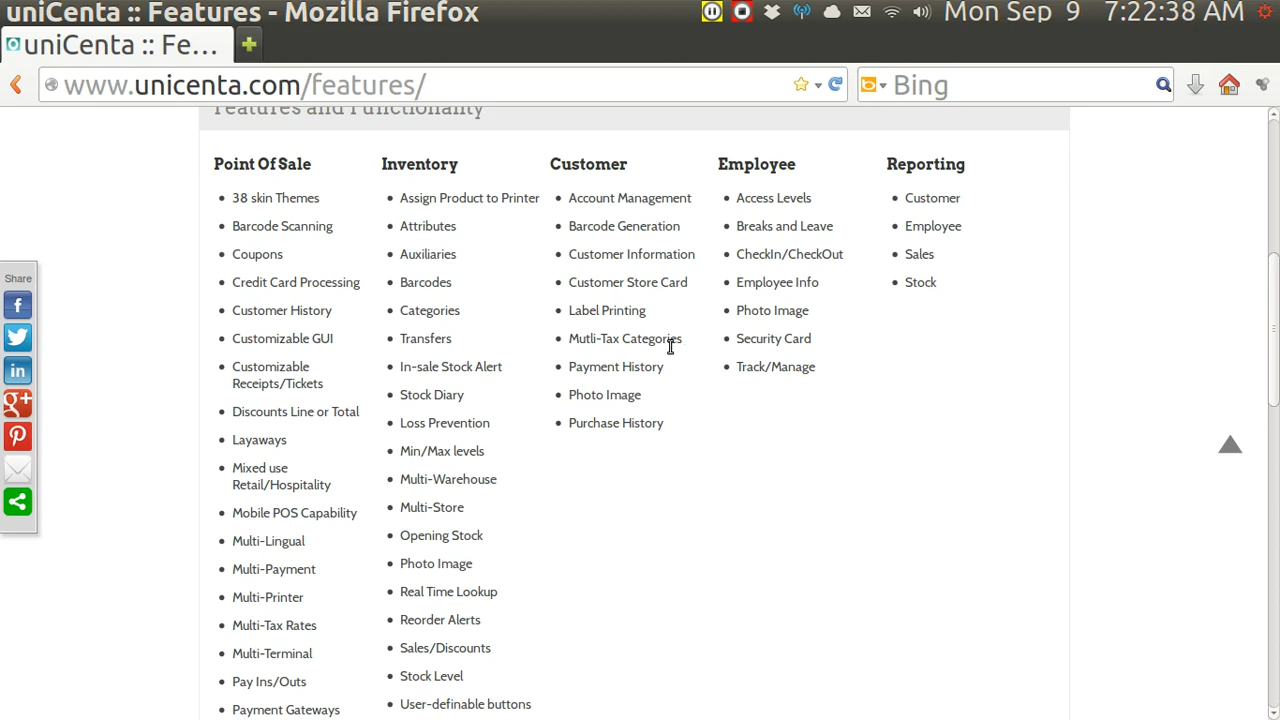 uniCenta :: Features - Mozilla Firefox
Mon Sep 9 7:22:38 AM
uniCenta :: Fe...
www.unicenta.com/features/
Bing
Features and Functionality
Share
Point Of Sale
38 skin Themes
Barcode Scanning
Coupons
Credit Card Processing
Customer History
Customizable GUI
Customizable
Receipts/Tickets
Discounts Line or Total
Layaways
Mixed use
Retail/Hospitality
Mobile POS Capability
Multi-Lingual
Multi-Payment
Multi-Printer
Multi-Tax Rates
Multi-Terminal
Pay Ins/Outs
Payment Gateways
Inventory
Assign Product to Printer
Attributes
Auxiliaries
Barcodes
Categories
Transfers
In-sale Stock Alert
Stock Diary
Loss Prevention
Min/Max levels
Multi-Warehouse
Multi-Store
Opening Stock
Photo Image
Real Time Lookup
Reorder Alerts
Sales/Discounts
Stock Level
User-definable buttons
Customer
Account Management
Barcode Generation
Customer Information
Customer Store Card
Label Printing
Mutli-Tax Categories
Payment History
Photo Image
Purchase History
Employee
Access Levels
Breaks and Leave
CheckIn/CheckOut
Employee Info
Photo Image
Security Card
Track/Manage
Reporting
Customer
Employee
Sales
Stock